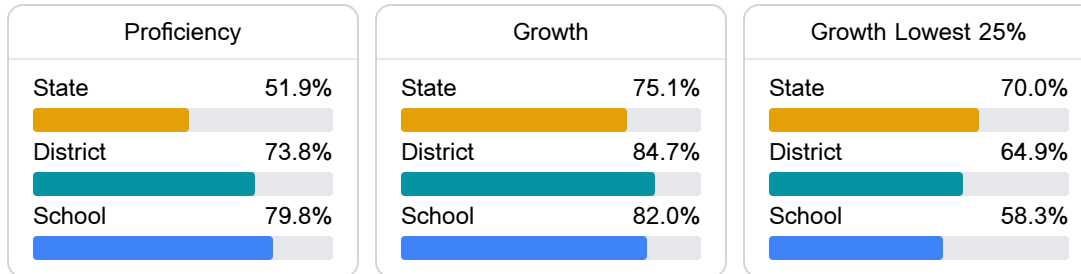 Proficiency
State 51.9%
District 73.8%
School 79.8%
Growth
State 75.1%
District 84.7%
School 82.0%
Growth Lowest 25%
State 70.0%
District 64.9%
School 58.3%